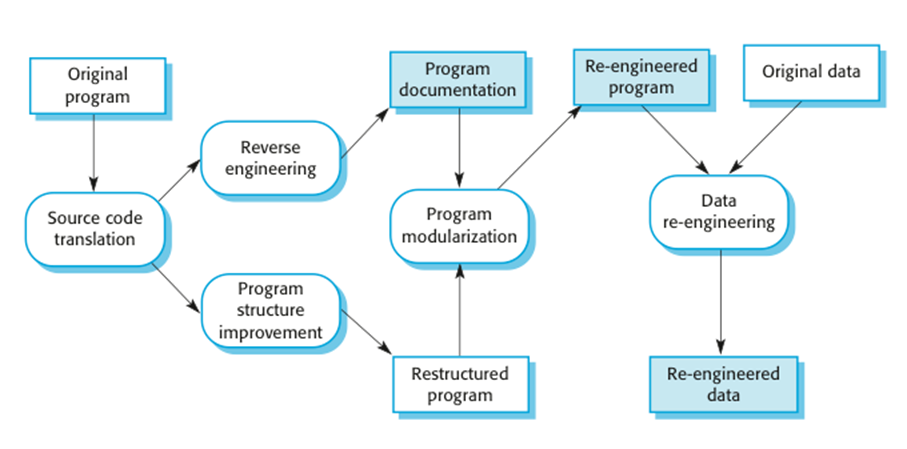 Original
program
Program
documentation
Re-engineered
program
Original data
Reverse
engineering
Source code
translation
Program
modularization
Data
re-engineering
Program
structure
improvement
Restructured
program
Re-engineered
data